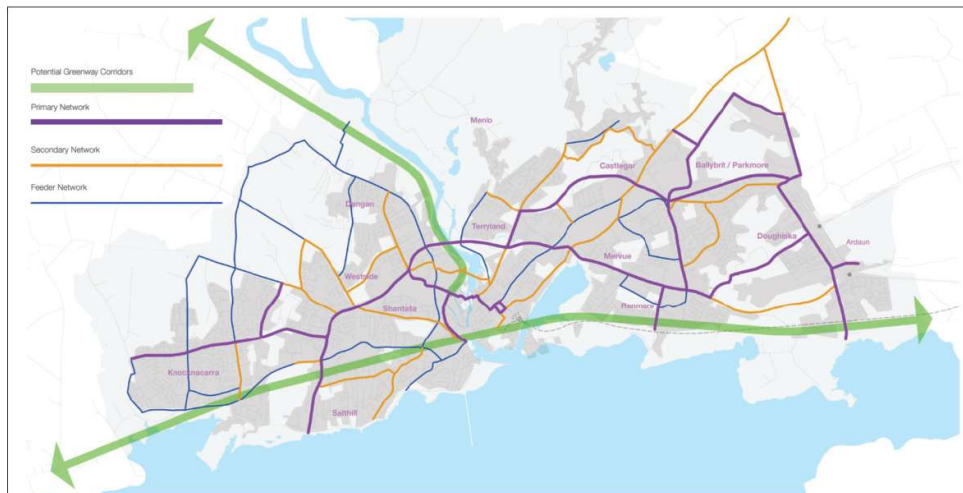 Potential Greenway Corridors
Primary Network
Secondary Network
Feeder Network
Menlo
Castlegar
Ballybrit / Parkmore
Dangan
Terryland
Doughiska
Ardaun
Mervue
Westside
Renmore
Shantalla
Knocknacarra
Salthill